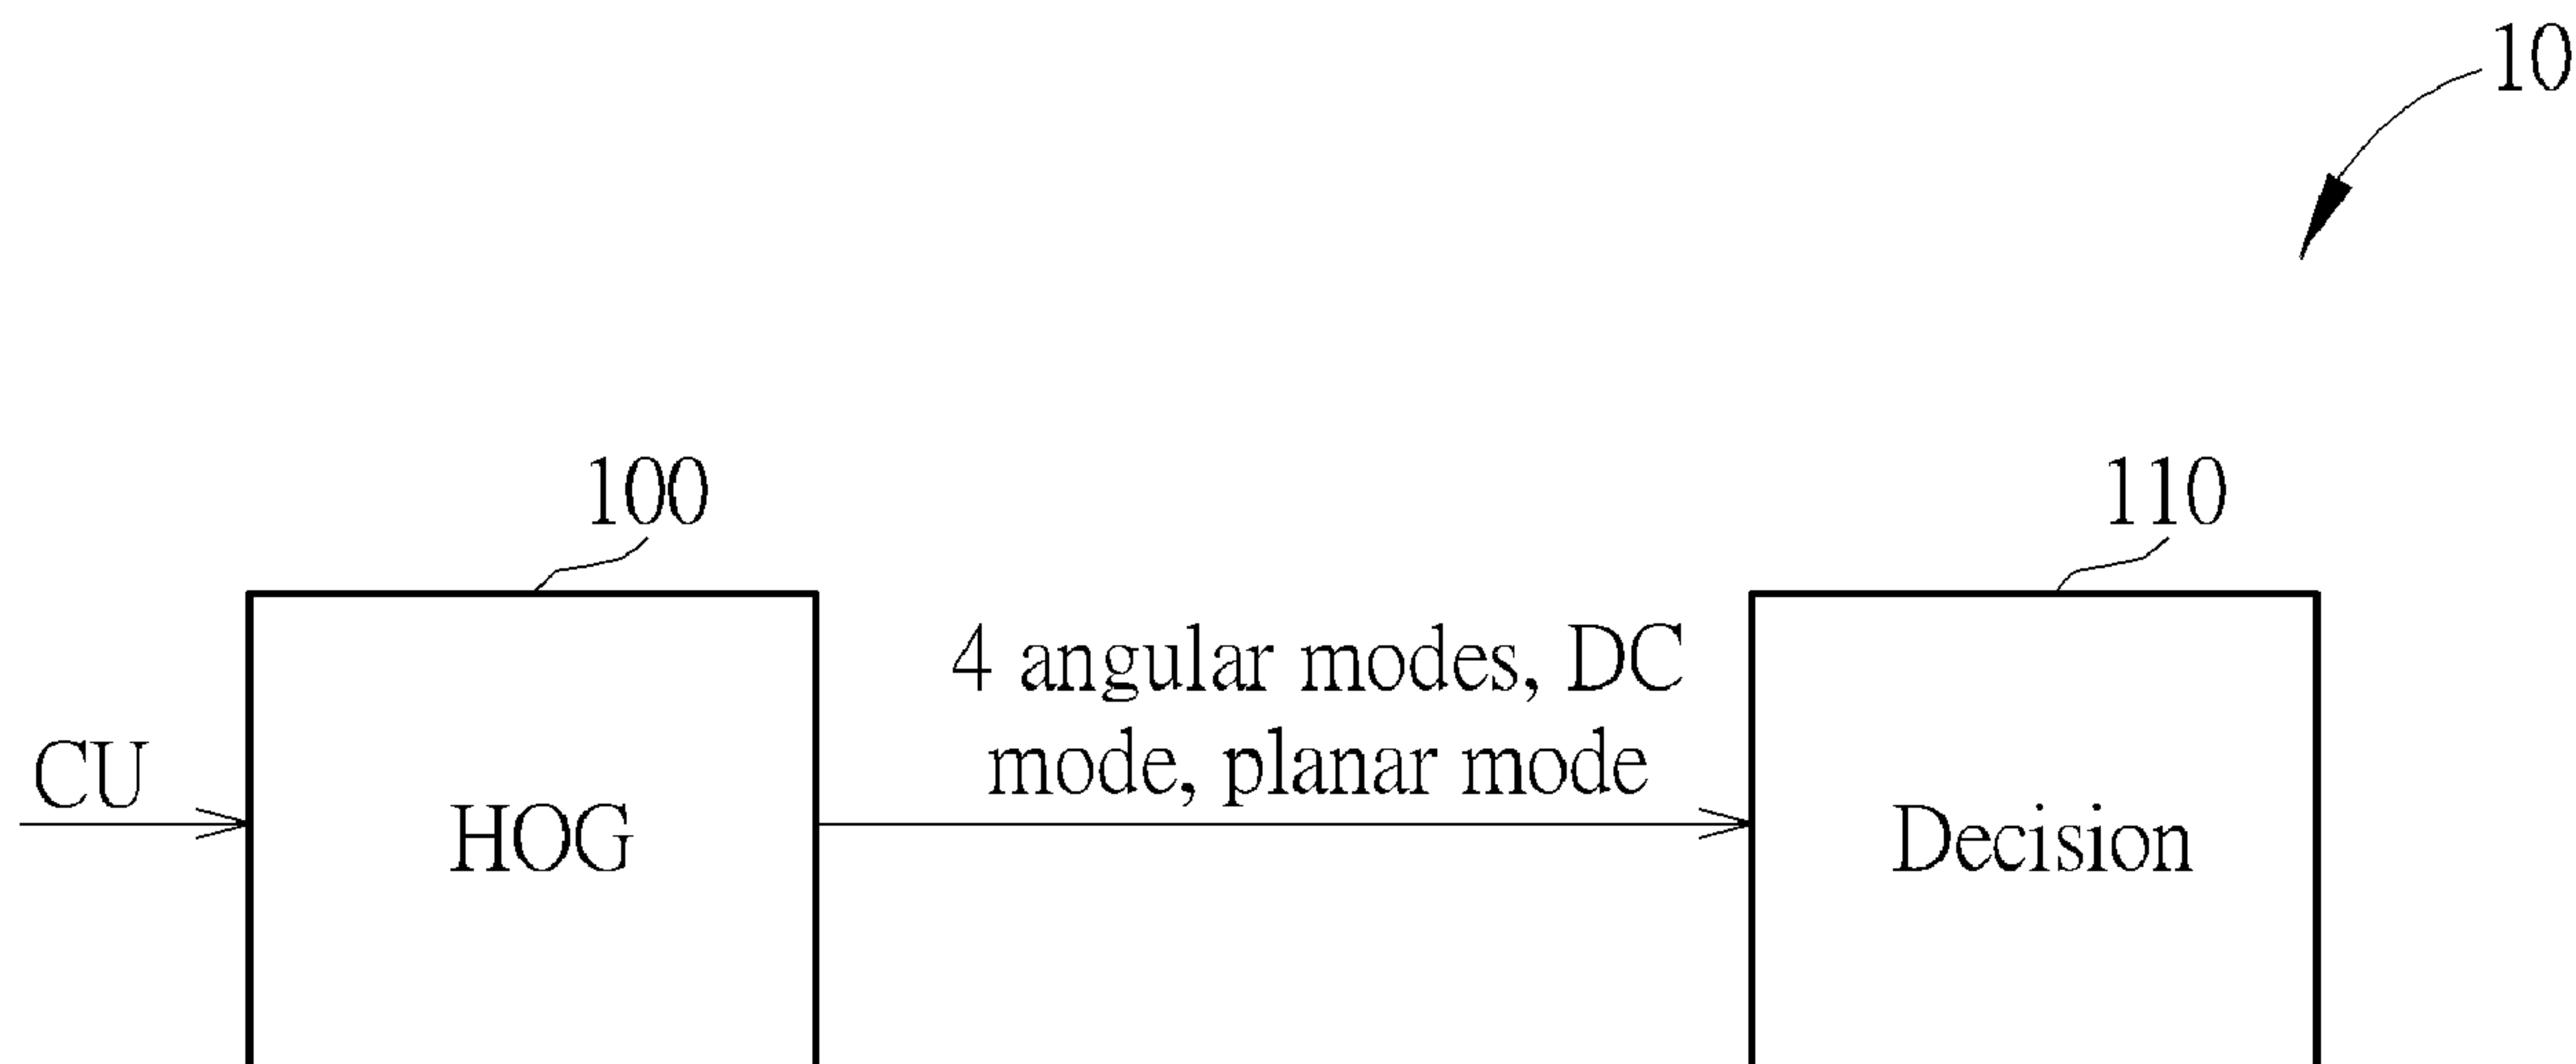 10
100
110
4 angular modes, DC
mode, planar mode
CU
HOG
Decision